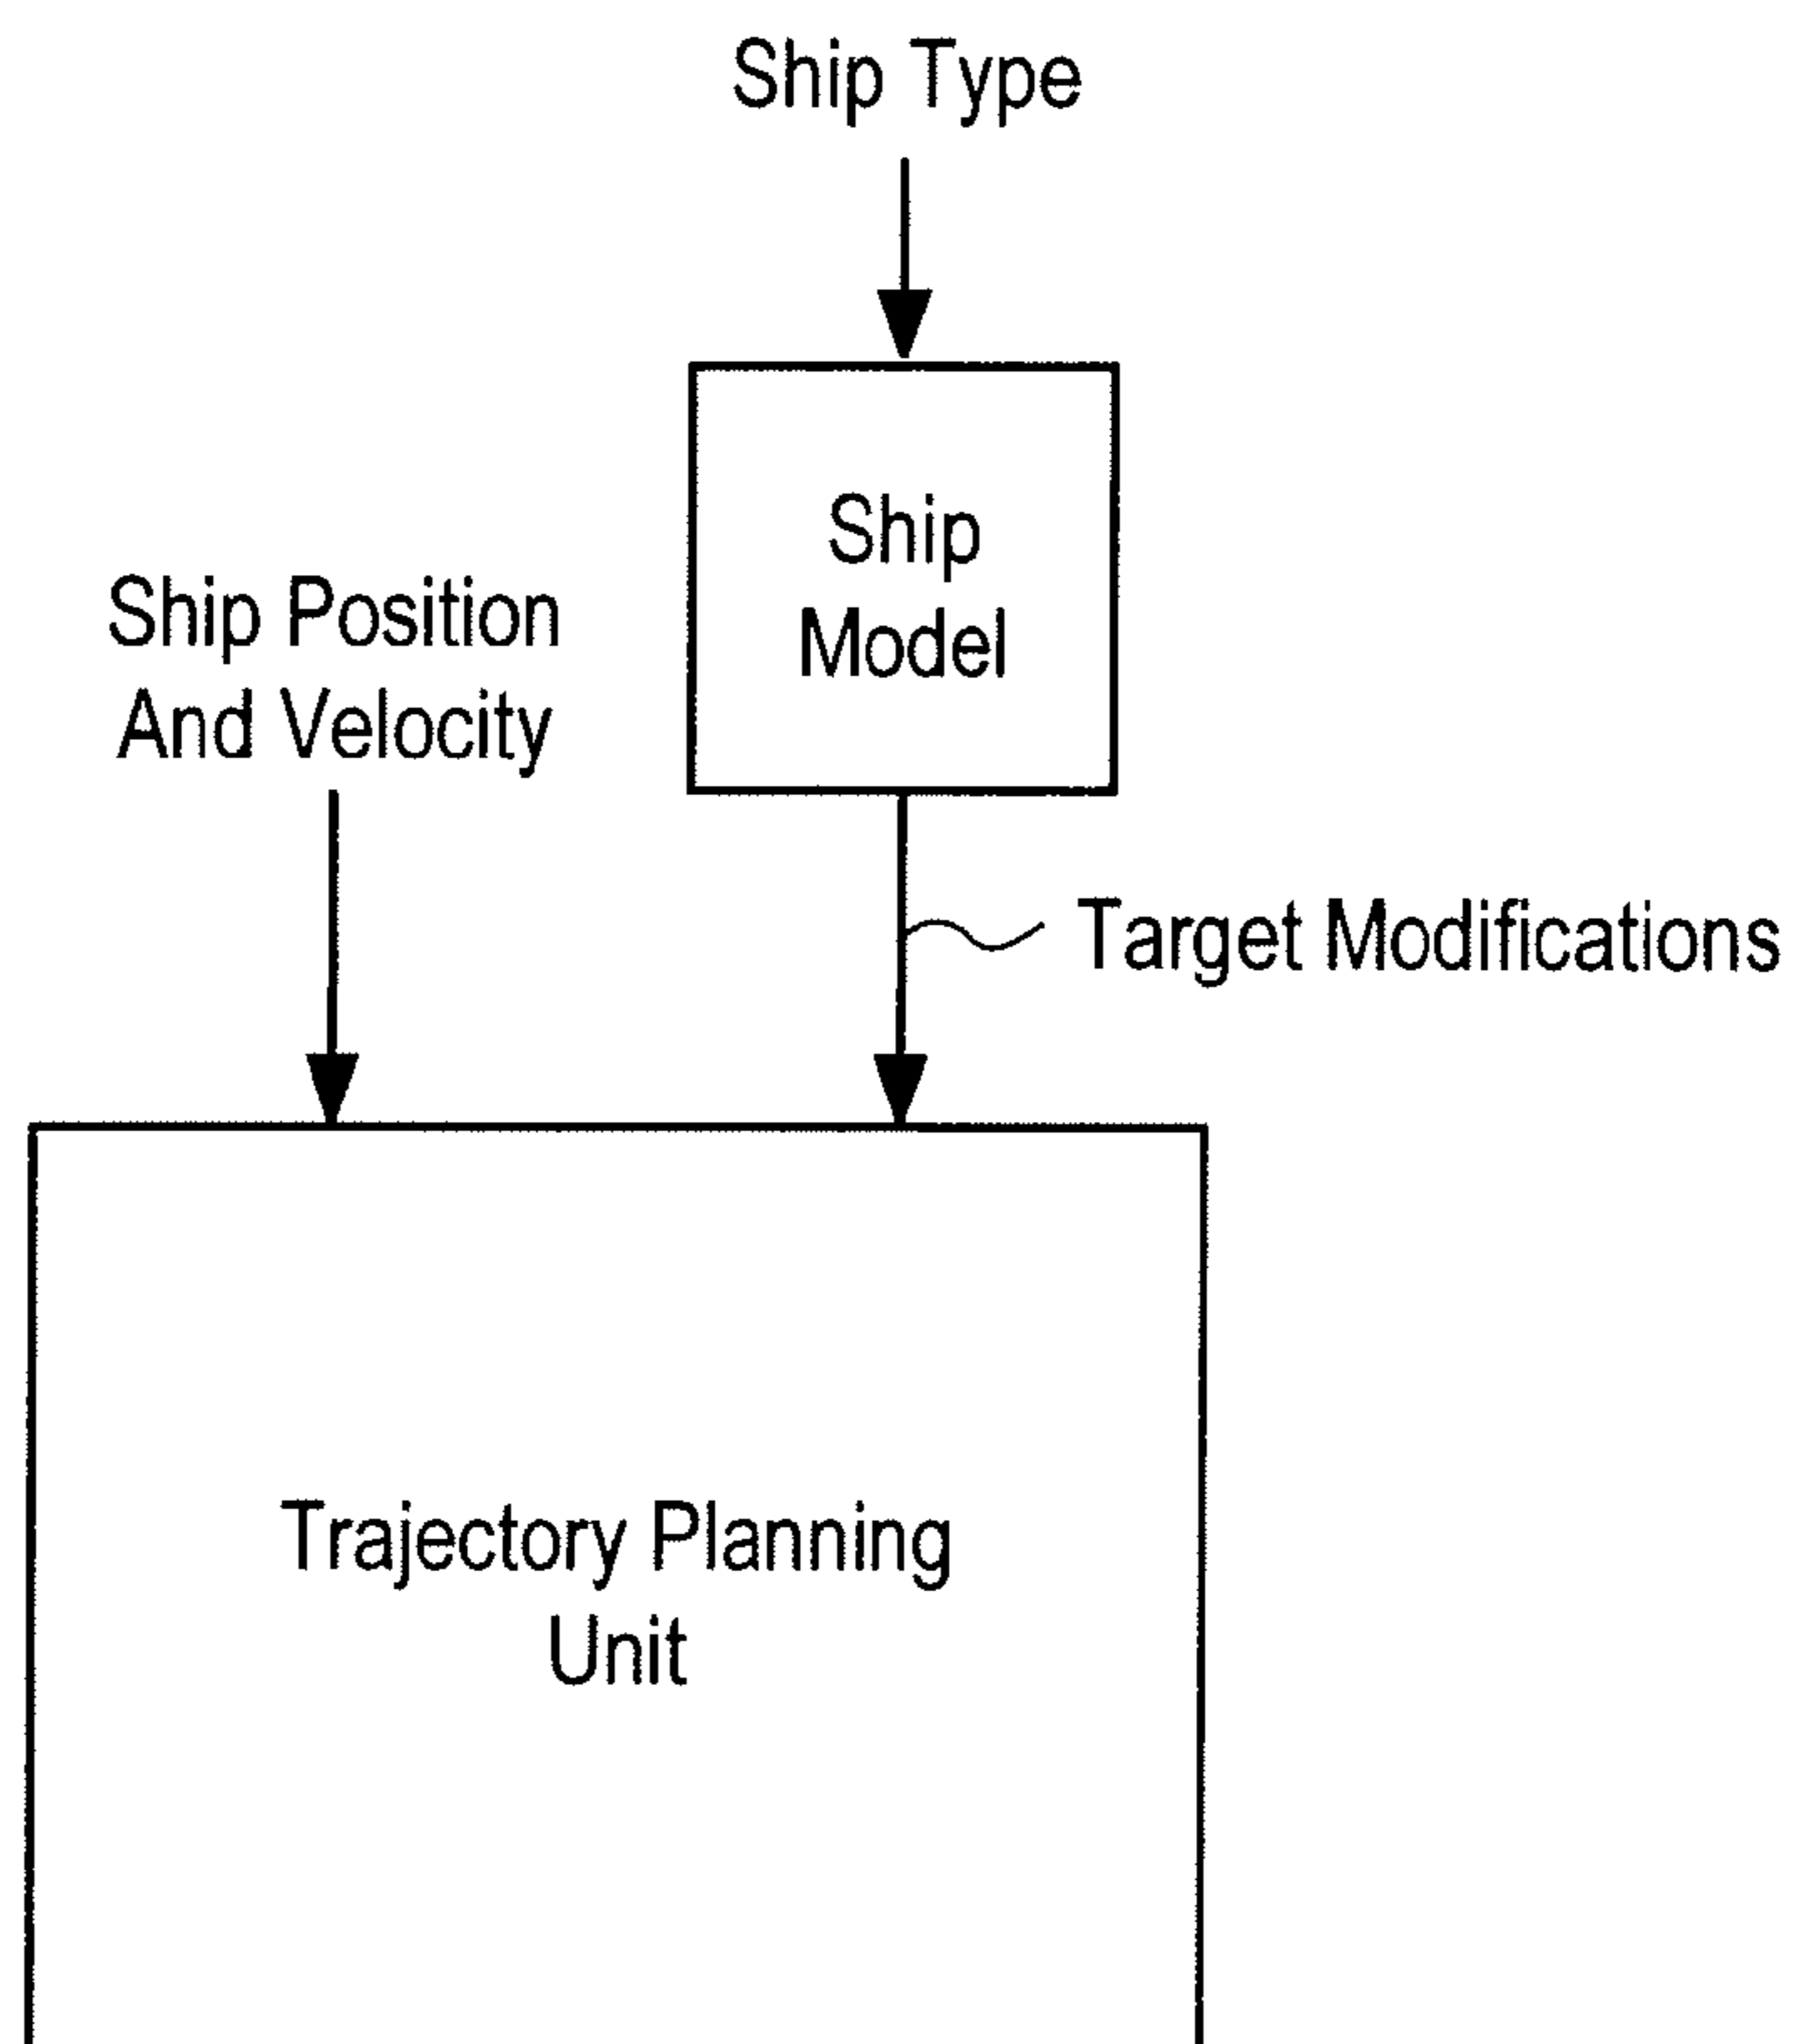 Ship Type
Ship
Model
Ship Position
And Velocity
Target Modifications
Trajectory Planning
Unit